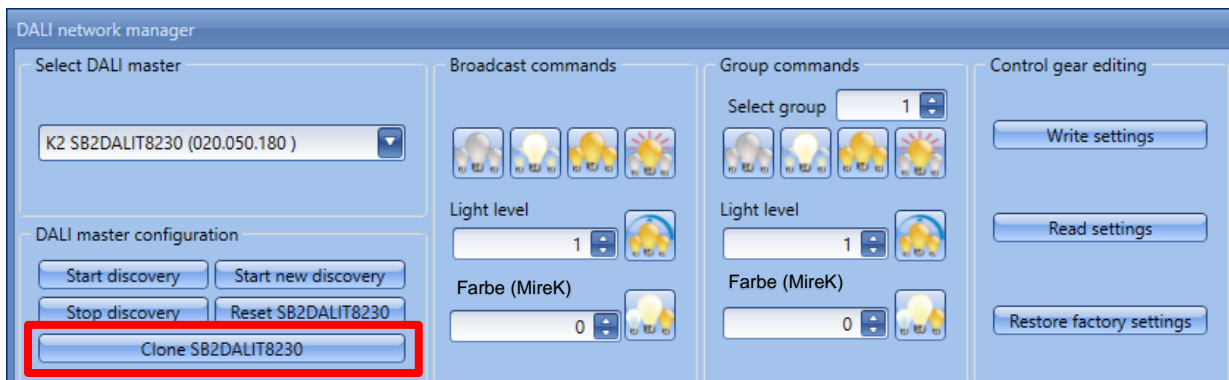 DALI network manager
Select DALI master
K2 SB2DALIT8230 (020.050.180 )
DALI master configuration
Start discovery
Start new discovery
Stop discovery
Reset SB2DALIT8230
Clone SB2DALIT8230
Broadcast commands
Light level
1
Farbe (MireK)
0
Group commands
Select group
1
Light level
1
Farbe (MireK)
0
Control gear editing
Write settings
Read settings
Restore factory settings